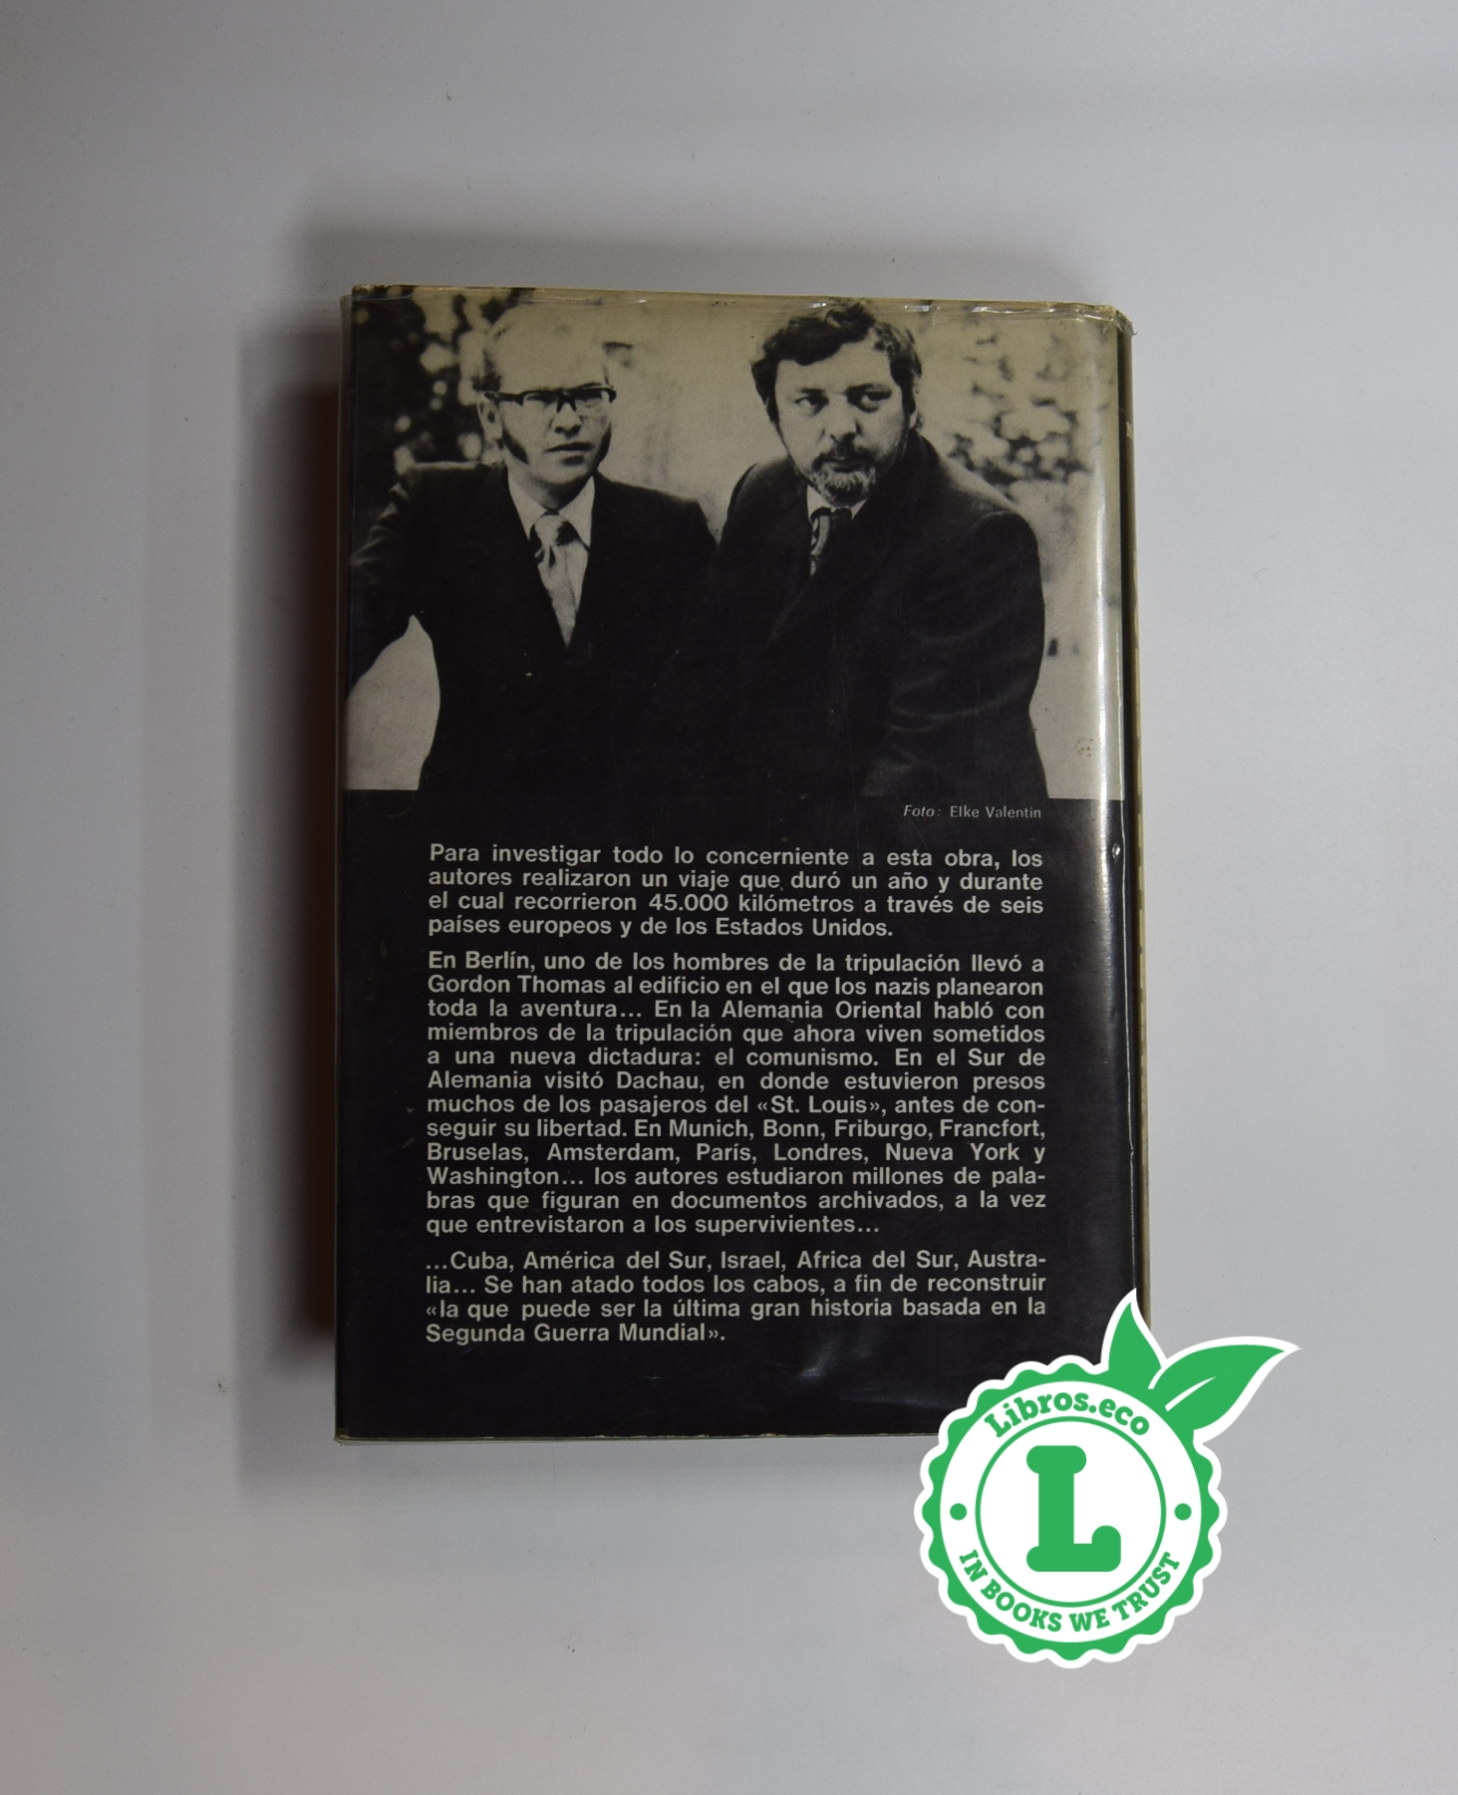 Foto: Elke Valentin
Para investigar todo lo concerniente a esta obra, los
autores realizaron un viaje que duró un año y durante
el cual recorrieron 45.000 kilómetros a través de seis
países europeos y de los Estados Unidos.
En Berlín, uno de los hombres de la tripulación llevó a
Gordon Thomas al edificio en el que los nazis planearon
toda la aventura... En la Alemania Oriental habló con
miembros de la tripulación que ahora viven sometidos
a una nueva dictadura: el comunismo. En el Sur de
Alemania visitó Dachau, en donde estuvieron presos
muchos de los pasajeros del «St. Louis», antes de con-
seguir su libertad. En Munich, Bonn, Friburgo, Francfort,
Bruselas, Amsterdam, París, Londres, Nueva York y
Washington... los autores estudiaron millones de pala-
bras que figuran en documentos archivados, a la vez
que entrevistaron a los supervivientes...
...Cuba, América del Sur, Israel, Africa del Sur, Austra-
lia... Se han atado todos los cabos, a fin de reconstruir
«la que puede ser la última gran historia basada en la
Segunda Guerra Mundial».
Libros.eco
L
IN BOOKS WE TRUST